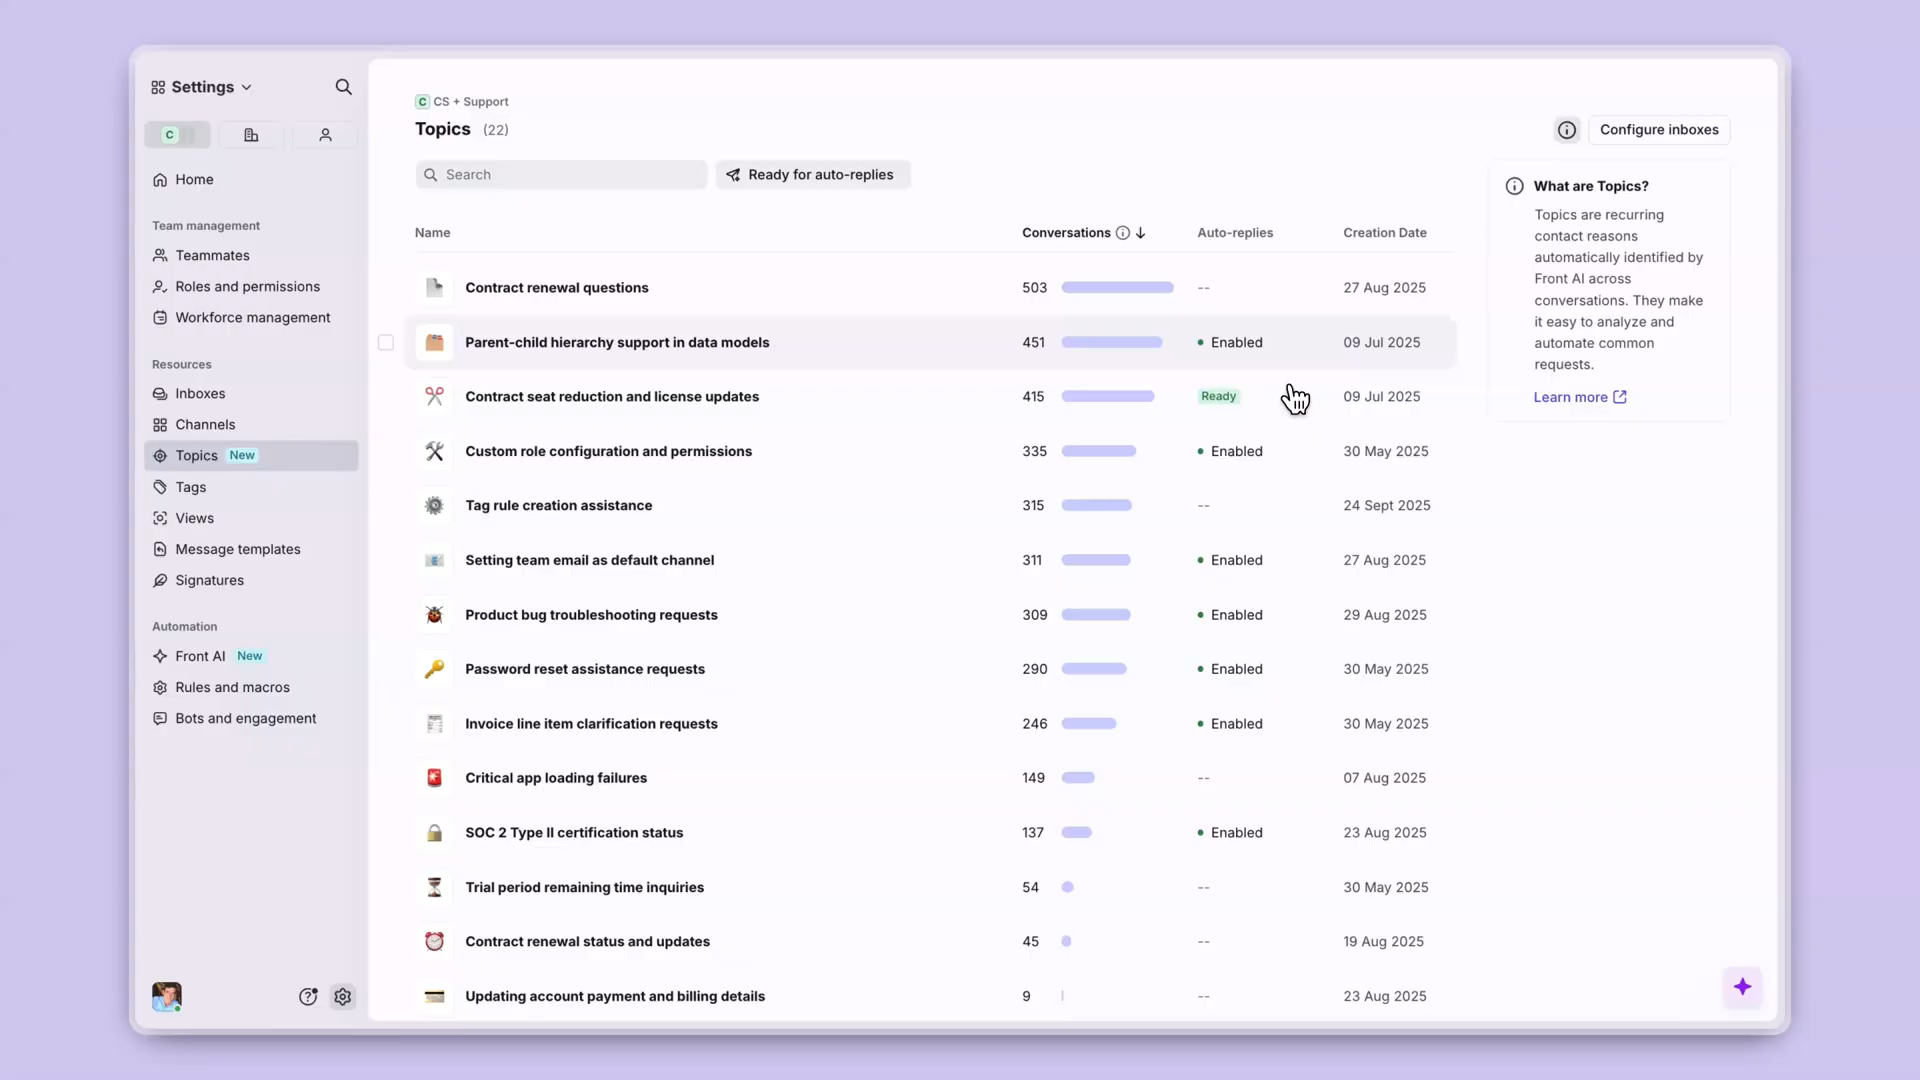 Settings
C
Home
Team management
Teammates
Roles and permissions
Workforce management
Resources
Inboxes
Channels
Topics New
Tags
Views
Message templates
Signatures
Automation
Front AI New
Rules and macros
Bots and engagement
C CS + Support
Topics (22)
Configure inboxes
Search
Ready for auto-replies
Name Conversations Auto-replies Creation Date
Contract renewal questions 503 -- 27 Aug 2025
Parent-child hierarchy support in data models 451 Enabled 09 Jul 2025
Contract seat reduction and license updates 415 Ready 09 Jul 2025
Custom role configuration and permissions 335 Enabled 30 May 2025
Tag rule creation assistance 315 -- 24 Sept 2025
Setting team email as default channel 311 Enabled 27 Aug 2025
Product bug troubleshooting requests 309 Enabled 29 Aug 2025
Password reset assistance requests 290 Enabled 30 May 2025
Invoice line item clarification requests 246 Enabled 30 May 2025
Critical app loading failures 149 -- 07 Aug 2025
SOC 2 Type II certification status 137 Enabled 23 Aug 2025
Trial period remaining time inquiries 54 -- 30 May 2025
Contract renewal status and updates 45 -- 19 Aug 2025
Updating account payment and billing details 9 -- 23 Aug 2025
What are Topics?
Topics are recurring
contact reasons
automatically identified by
Front AI across
conversations. They make
it easy to analyze and
automate common
requests.
Learn more